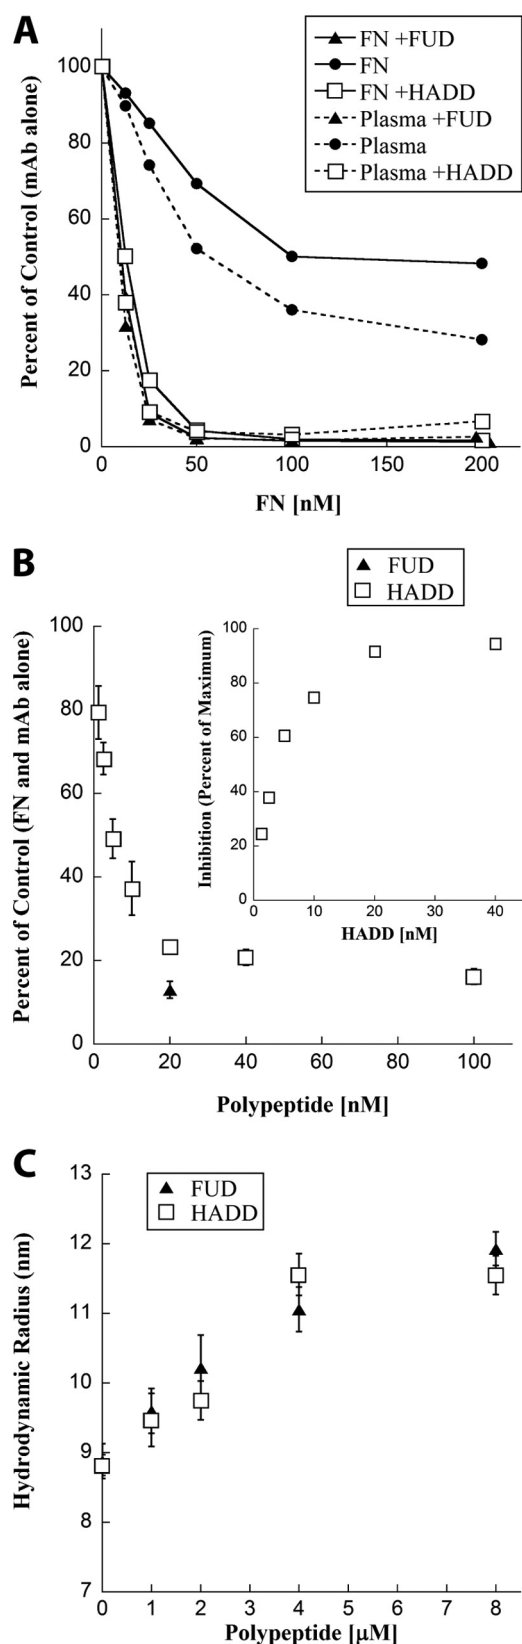 A
FN +FUD
FN
FN +HADD
Plasma +FUD
Plasma
Plasma +HADD
Percent of Control (mAb alone)
100
80
60
40
20
0
0 50 100 150 200
FN [nM]
B
FUD
HADD
Percent of Control (FN and mAb alone)
100
80
60
40
20
0
Inhibition (Percent of Maximum)
100
80
60
40
20
0
0 10 20 30 40
HADD [nM]
0 20 40 60 80 100
Polypeptide [nM]
C
FUD
HADD
Hydrodynamic Radius (nm)
13
12
11
10
9
8
7
0 1 2 3 4 5 6 7 8
Polypeptide [µM]